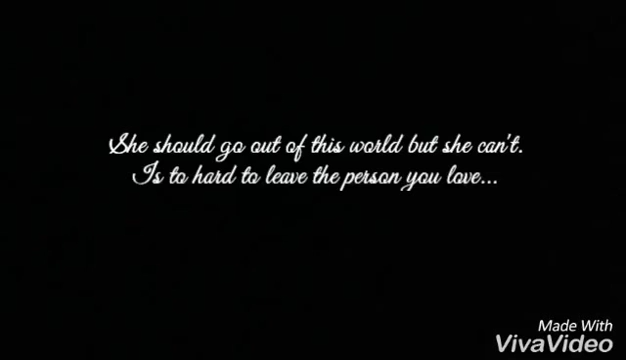 She should go out of this world but she can't.
Is to hard to leave the person you love...
Made With
VivaVideo